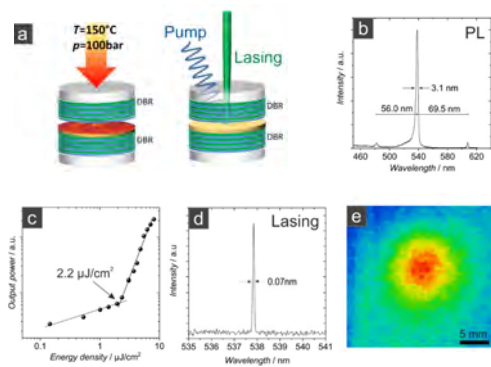 a
T=150°C
p=100bar
DBR
DBR
Pump
Lasing
DBR
DBR
b
PL
Intensity / a.u.
3.1 nm
56.0 nm
69.5 nm
460
500
540
580
620
Wavelength / nm
c
Output power / a.u.
2.2 µJ/cm²
0.1
1
10
Energy density / µJ/cm²
d
Lasing
Intensity / a.u.
0.07nm
535
536
537
538
539
540
541
Wavelength / nm
e
5 mm